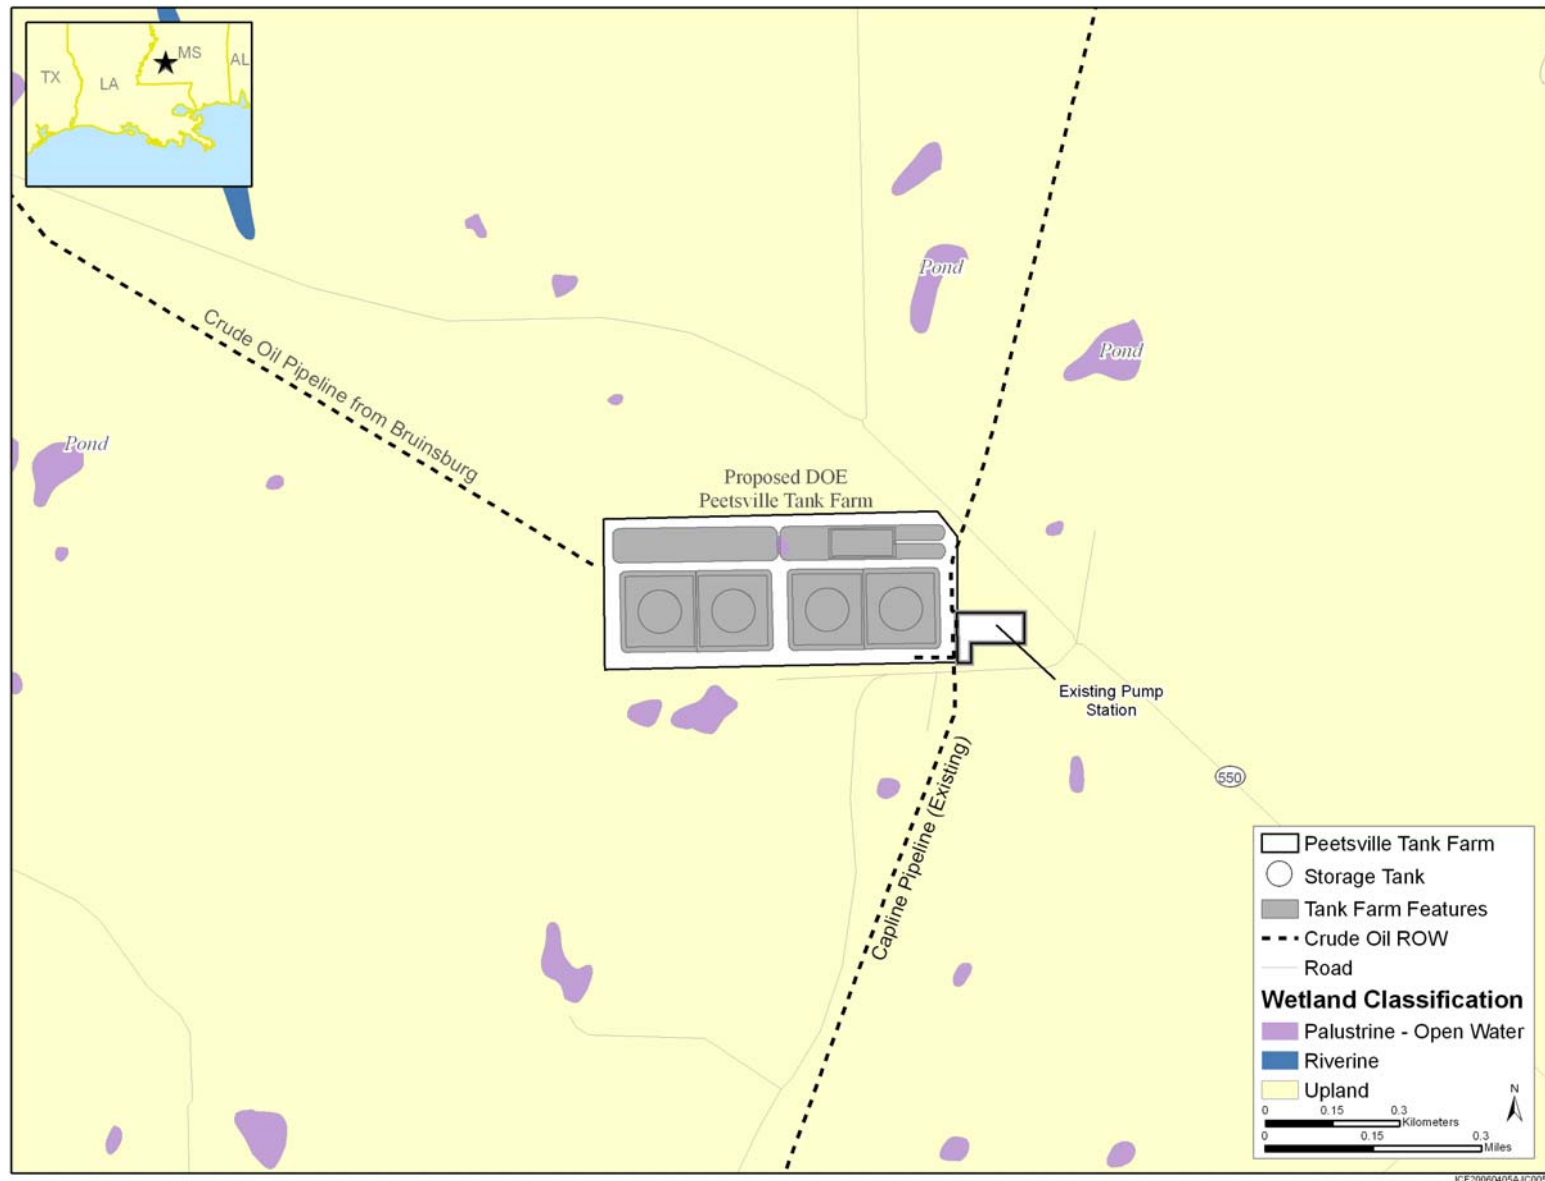 TX
LA
MS
AL
Pond
Pond
Crude Oil Pipeline from Bruinsburg
Pond
Proposed DOE
Peetsville Tank Farm
Existing Pump
Station
Capline Pipeline (Existing)
550
Peetsville Tank Farm
Storage Tank
Tank Farm Features
Crude Oil ROW
Road
Wetland Classification
Palustrine - Open Water
Riverine
Upland
N
0 0.15 0.3
Kilometers
0 0.15 0.3
Miles